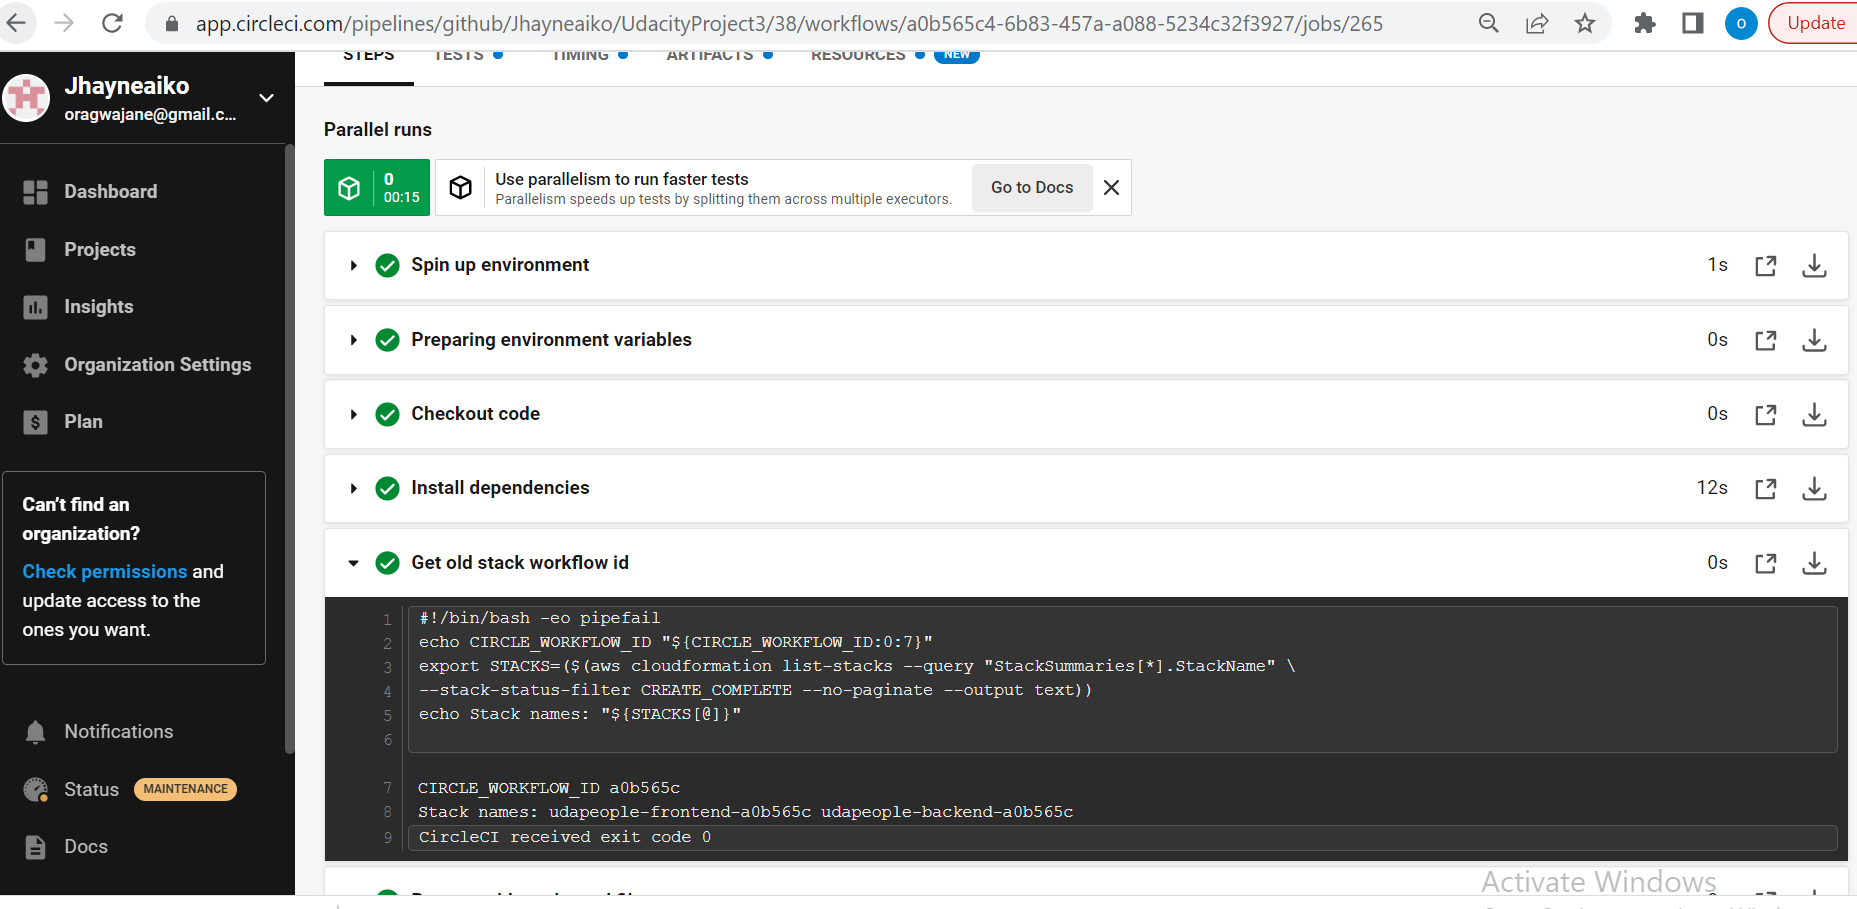 app.circleci.com/pipelines/github/Jhayneaiko/UdacityProject3/38/workflows/a0b565c4-6b83-457a-a088-5234c32f3927/jobs/265
o
Update
Jhayneaiko
oragwajane@gmail.c...
Dashboard
Projects
Insights
Organization Settings
Plan
Can't find an
organization?
Check permissions and
update access to the
ones you want.
Notifications
Status MAINTENANCE
Docs
STEPS TESTS TIMING ARTIFACTS RESOURCES NEW
Parallel runs
0
00:15
Use parallelism to run faster tests
Parallelism speeds up tests by splitting them across multiple executors.
Go to Docs
Spin up environment 1s
Preparing environment variables 0s
Checkout code 0s
Install dependencies 12s
Get old stack workflow id 0s
1 #!/bin/bash -eo pipefail
2 echo CIRCLE_WORKFLOW_ID "${CIRCLE_WORKFLOW_ID:0:7}"
3 export STACKS=($(aws cloudformation list-stacks --query "StackSummaries[*].StackName" \
4 --stack-status-filter CREATE_COMPLETE --no-paginate --output text))
5 echo Stack names: "${STACKS[@]}"
6
7 CIRCLE_WORKFLOW_ID a0b565c
8 Stack names: udapeople-frontend-a0b565c udapeople-backend-a0b565c
9 CircleCI received exit code 0
Activate Windows